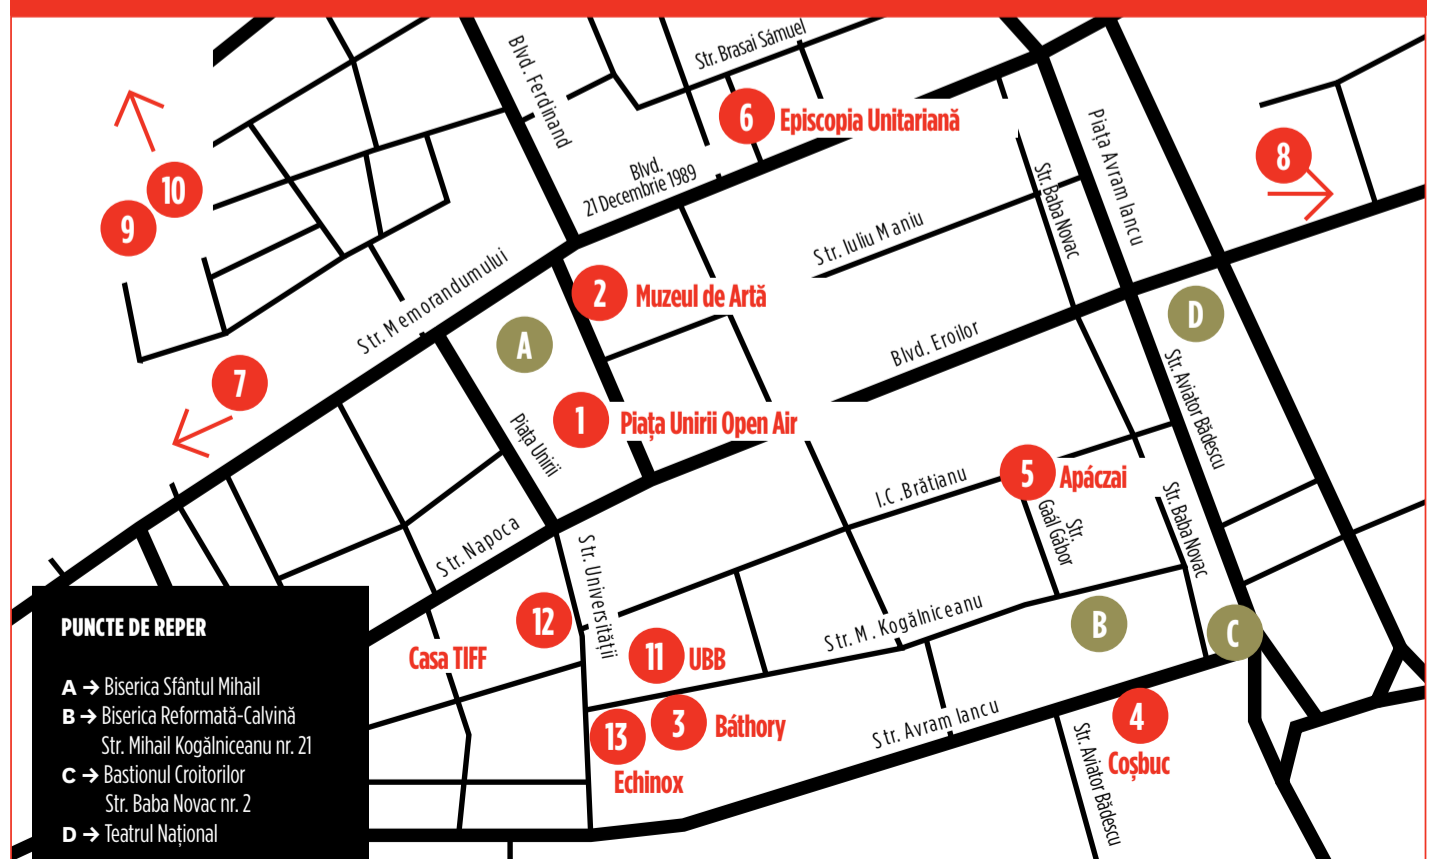 Blvd. Ferdinand
Str. Brasai Sámuel
6 Episcopia Unitariană
Piața Avram Iancu
8
Blvd.
21 Decembrie 1989
10
9
Str. Baba Novac
Str. Iuliu Maniu
Str. Memorandumului
2 Muzeul de Artă
A
D
Blvd. Eroilor
7
Str. Aviator Bădescu
1 Piața Unirii Open Air
Piața Unirii
I.C.Brătianu
5 Apáczai
Str.
Gaál Gábor
Str. Baba Novac
Str. Napoca
Str. Universității
12
Casa TIFF
11 UBB
Str. M. Kogălniceanu
B
C
13
Echinox
3 Báthory
Str. Avram Iancu
4
Coșbuc
Str. Aviator Bădescu
PUNCTE DE REPER
A → Biserica Sfântul Mihail
B → Biserica Reformată-Calvină
Str. Mihail Kogălniceanu nr. 21
C → Bastionul Croitorilor
Str. Baba Novac nr. 2
D → Teatrul Național